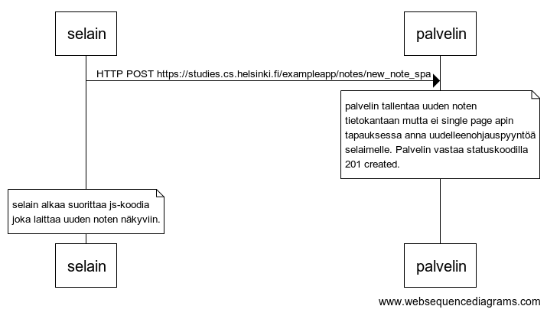 selain
palvelin
HTTP POST https://studies.cs.helsinki.fi/exampleapp/notes/new_note_spa
palvelin tallentaa uuden noten
tietokantaan mutta ei single page apin
tapauksessa anna uudelleenohjauspyyntöä
selaimelle. Palvelin vastaa statuskoodilla
201 created.
selain alkaa suorittaa js-koodia
joka laittaa uuden noten näkyviin.
selain
palvelin
www.websequencediagrams.com